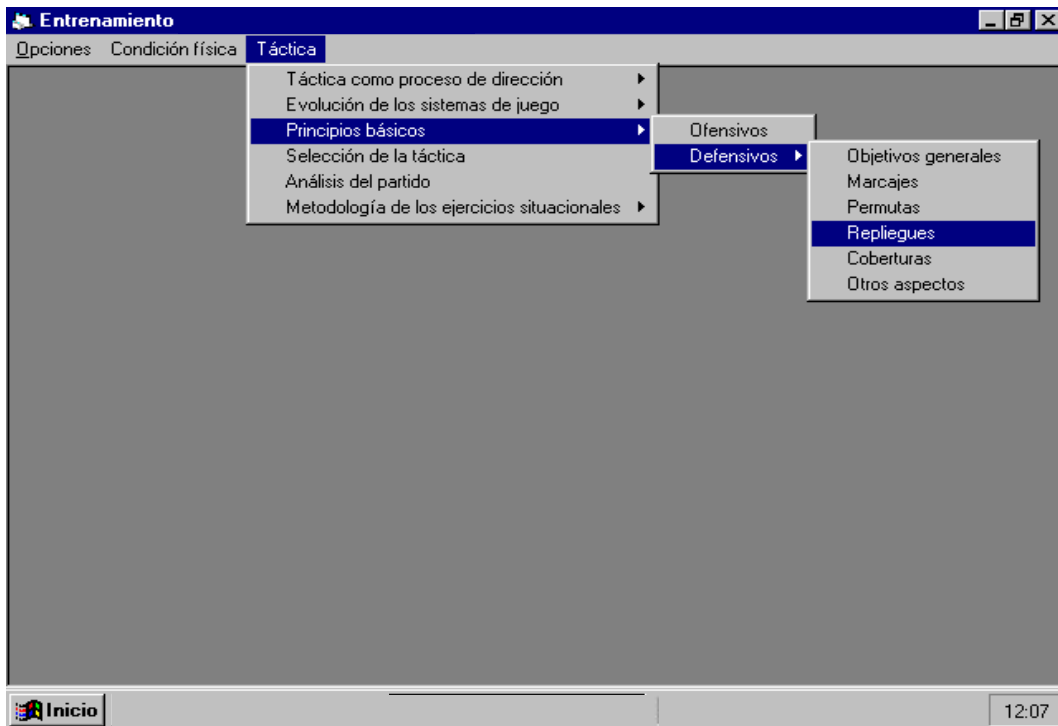 Entrenamiento
Opciones Condición física Táctica
Táctica como proceso de dirección
Evolución de los sistemas de juego
Principios básicos
Selección de la táctica
Análisis del partido
Metodología de los ejercicios situacionales
Ofensivos
Defensivos
Objetivos generales
Marcajes
Permutas
Repliegues
Coberturas
Otros aspectos
Inicio
12:07